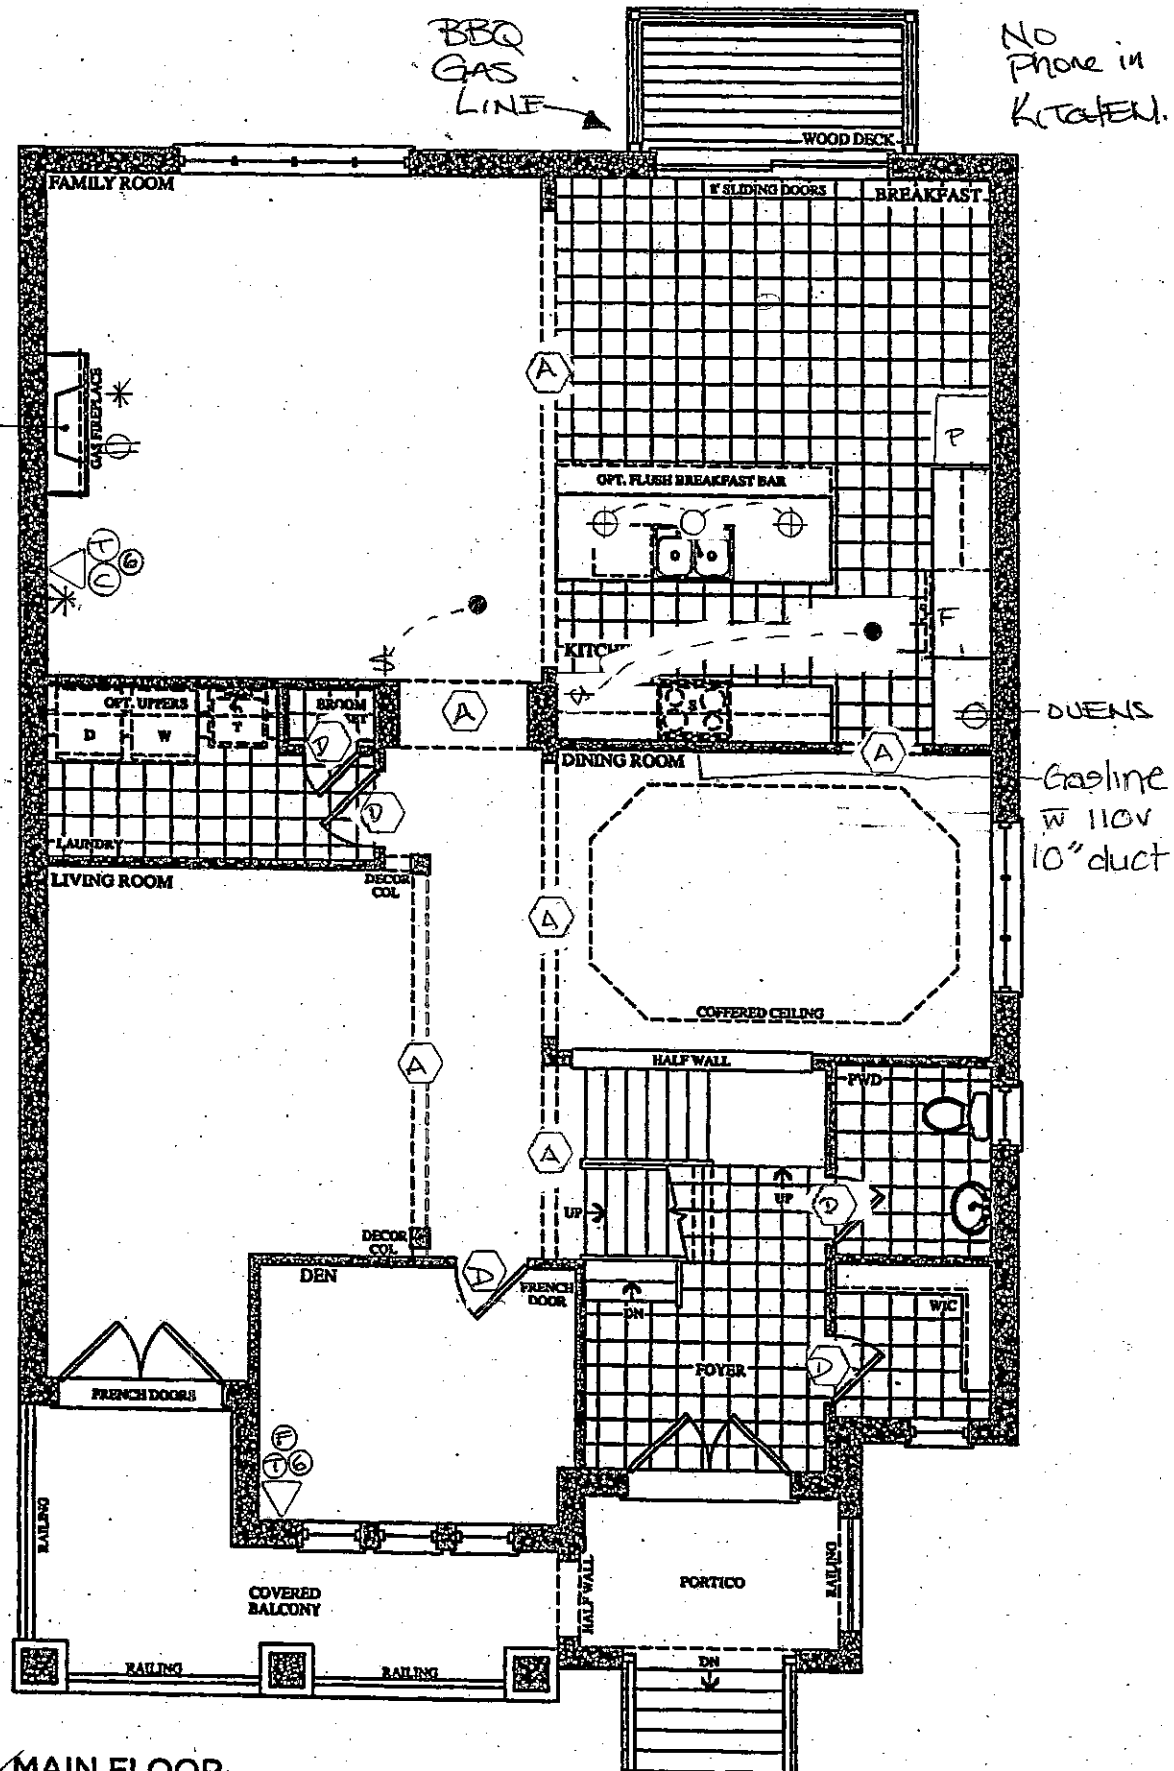 BBQ
GAS
LINE
No
Phone in
KITCHEN.
WOOD DECK
FAMILY ROOM
8' SLIDING DOORS
BREAKFAST
A
GAS FIREPLACE
P
OPT. FLUSH BREAKFAST BAR
T
6
C
F
KITCH
OPT. UPPERS
BROOM
D
W
T
D
A
S
OVENS
DINING ROOM
A
Gasline
w 110v
10" duct
D
LAUNDRY
LIVING ROOM
DECOR
COL
A
COFFERED CEILING
HALF WALL
A
PWD
A
UP
UP
D
DECOR
COL
DEN
D
FRENCH
DOOR
DN
WIC
FOYER
D
FRENCH DOORS
F
T
6
RAILING
COVERED
BALCONY
HALF WALL
PORTICO
RAILING
RAILING
RAILING
DN
MAIN FLOOR